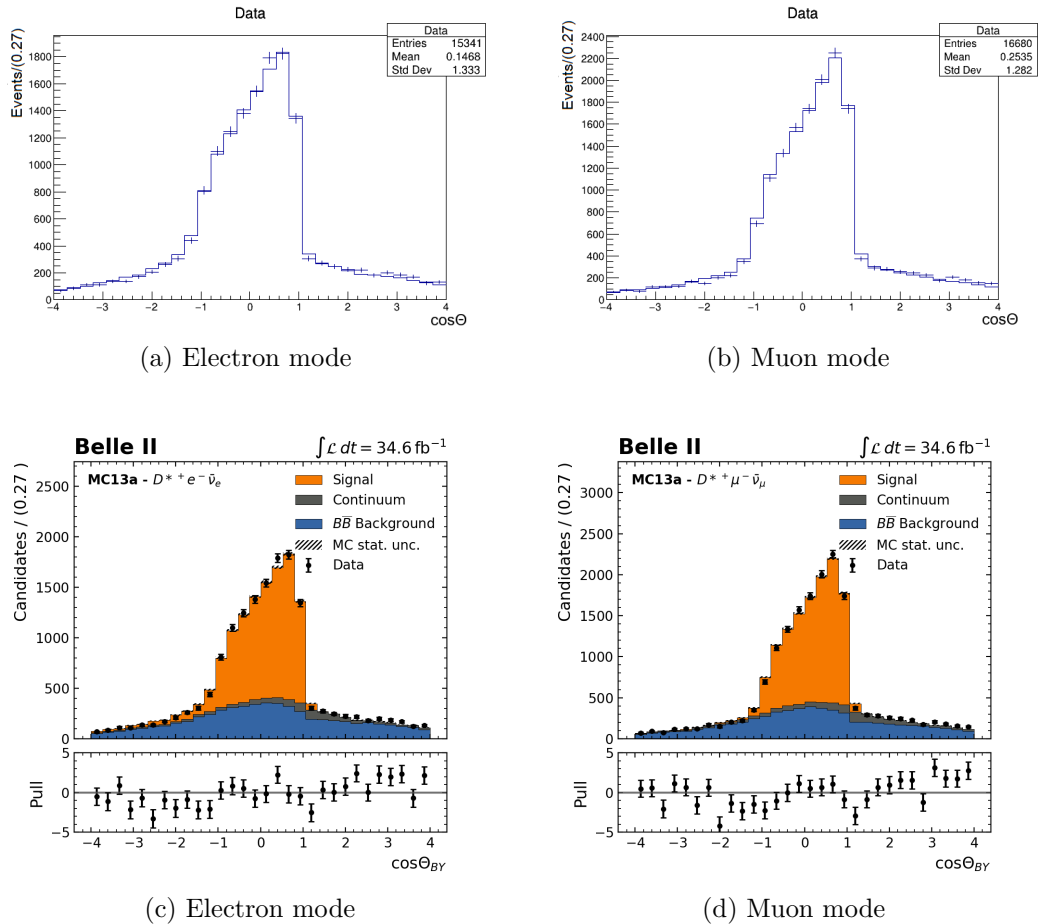 Data
Data
Entries 15341
Mean 0.1468
Std Dev 1.333
Events/(0.27)
1800
1600
1400
1200
1000
800
600
400
200
0
−4 −3 −2 −1 0 1 2 3 4
cosΘ
(a) Electron mode
Data
Data
Entries 16680
Mean 0.2535
Std Dev 1.282
Events/(0.27)
2400
2200
2000
1800
1600
1400
1200
1000
800
600
400
200
0
−4 −3 −2 −1 0 1 2 3 4
cosΘ
(b) Muon mode
Belle II ∫ℒ dt = 34.6 fb⁻¹
MC13a - D*⁺e⁻ν̄ₑ
Signal
Continuum
BB̄ Background
MC stat. unc.
Data
Candidates / (0.27 )
2500
2000
1500
1000
500
0
Pull
5
0
−5
−4 −3 −2 −1 0 1 2 3 4
cosΘ_BY
(c) Electron mode
Belle II ∫ℒ dt = 34.6 fb⁻¹
MC13a - D*⁺μ⁻ν̄_μ
Signal
Continuum
BB̄ Background
MC stat. unc.
Data
Candidates / (0.27 )
3000
2500
2000
1500
1000
500
0
Pull
5
0
−5
−4 −3 −2 −1 0 1 2 3 4
cosΘ_BY
(d) Muon mode